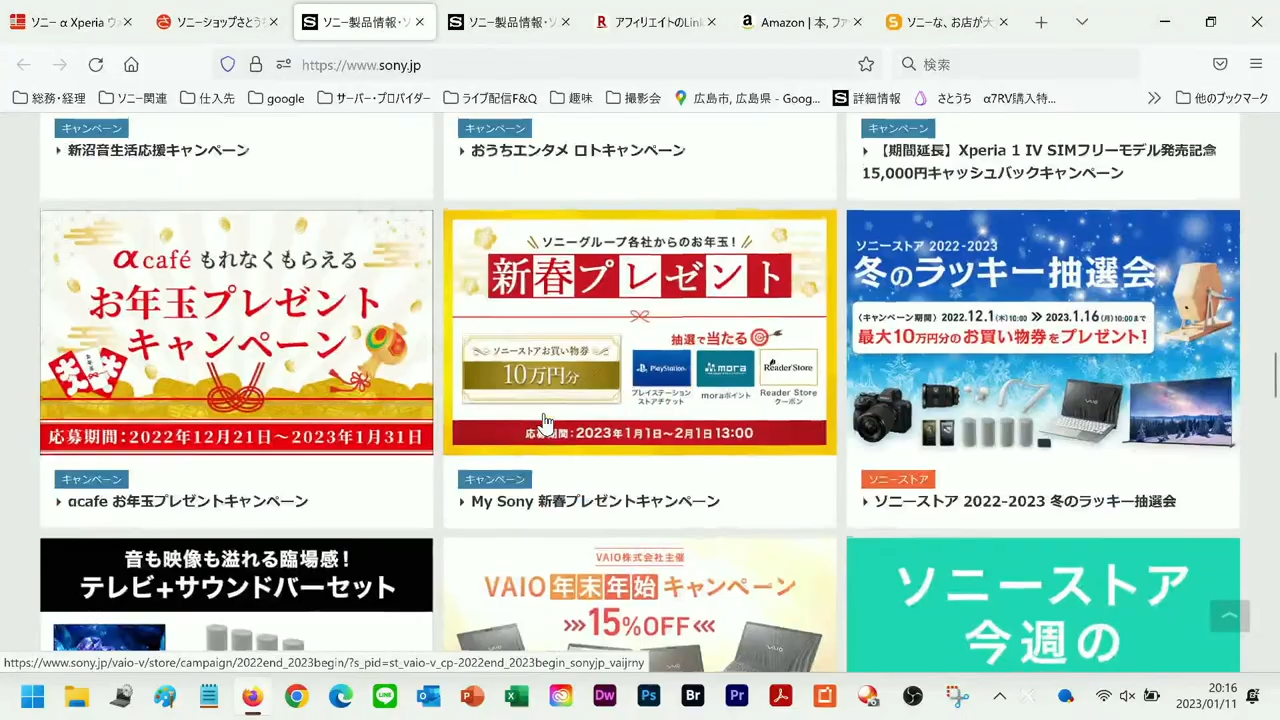 ソニー α Xperia ウ
ソニーショップさとう
ソニー製品情報・ソ
ソニー製品情報・ソ
アフィリエイトのLink
Amazon | 本, ファ
ソニーな、お店が大
https://www.sony.jp
検索
総務・経理
ソニー関連
仕入先
google
サーバー・プロバイダー
ライブ配信F&Q
趣味
撮影会
広島市, 広島県 - Goog...
詳細情報
さとうち α7RV購入特...
他のブックマーク
キャンペーン
新沼音生活応援キャンペーン
キャンペーン
おうちエンタメ ロトキャンペーン
キャンペーン
【期間延長】Xperia 1 IV SIMフリーモデル発売記念
15,000円キャッシュバックキャンペーン
αcafé もれなくもらえる
お年玉プレゼント
キャンペーン
応募期間：2022年12月21日～2023年1月31日
キャンペーン
αcafe お年玉プレゼントキャンペーン
ソニーグループ各社からのお年玉！
新春プレゼント
抽選で当たる
ソニーストアお買い物券
10万円分
PlayStation
mora
Reader Store
プレイステーション
ストアチケット
moraポイント
Reader Store
クーポン
期間：2023年1月1日～2月1日 13:00
キャンペーン
My Sony 新春プレゼントキャンペーン
ソニーストア 2022-2023
冬のラッキー抽選会
〈キャンペーン期間〉2022.12.1(木)10:00 >> 2023.1.16(月)10:00まで
最大10万円分のお買い物券をプレゼント！
VAIO
ソニーストア
ソニーストア 2022-2023 冬のラッキー抽選会
音も映像も溢れる臨場感！
テレビ+サウンドバーセット
VAIO株式会社主催
VAIO年末年始キャンペーン
>>>15%OFF<<<
VAIO
ソニーストア
今週の
https://www.sony.jp/vaio-v/store/campaign/2022end_2023begin/?s_pid=st_vaio-v_cp-2022end_2023begin_sonyjp_vaijrny
20:16
2023/01/11